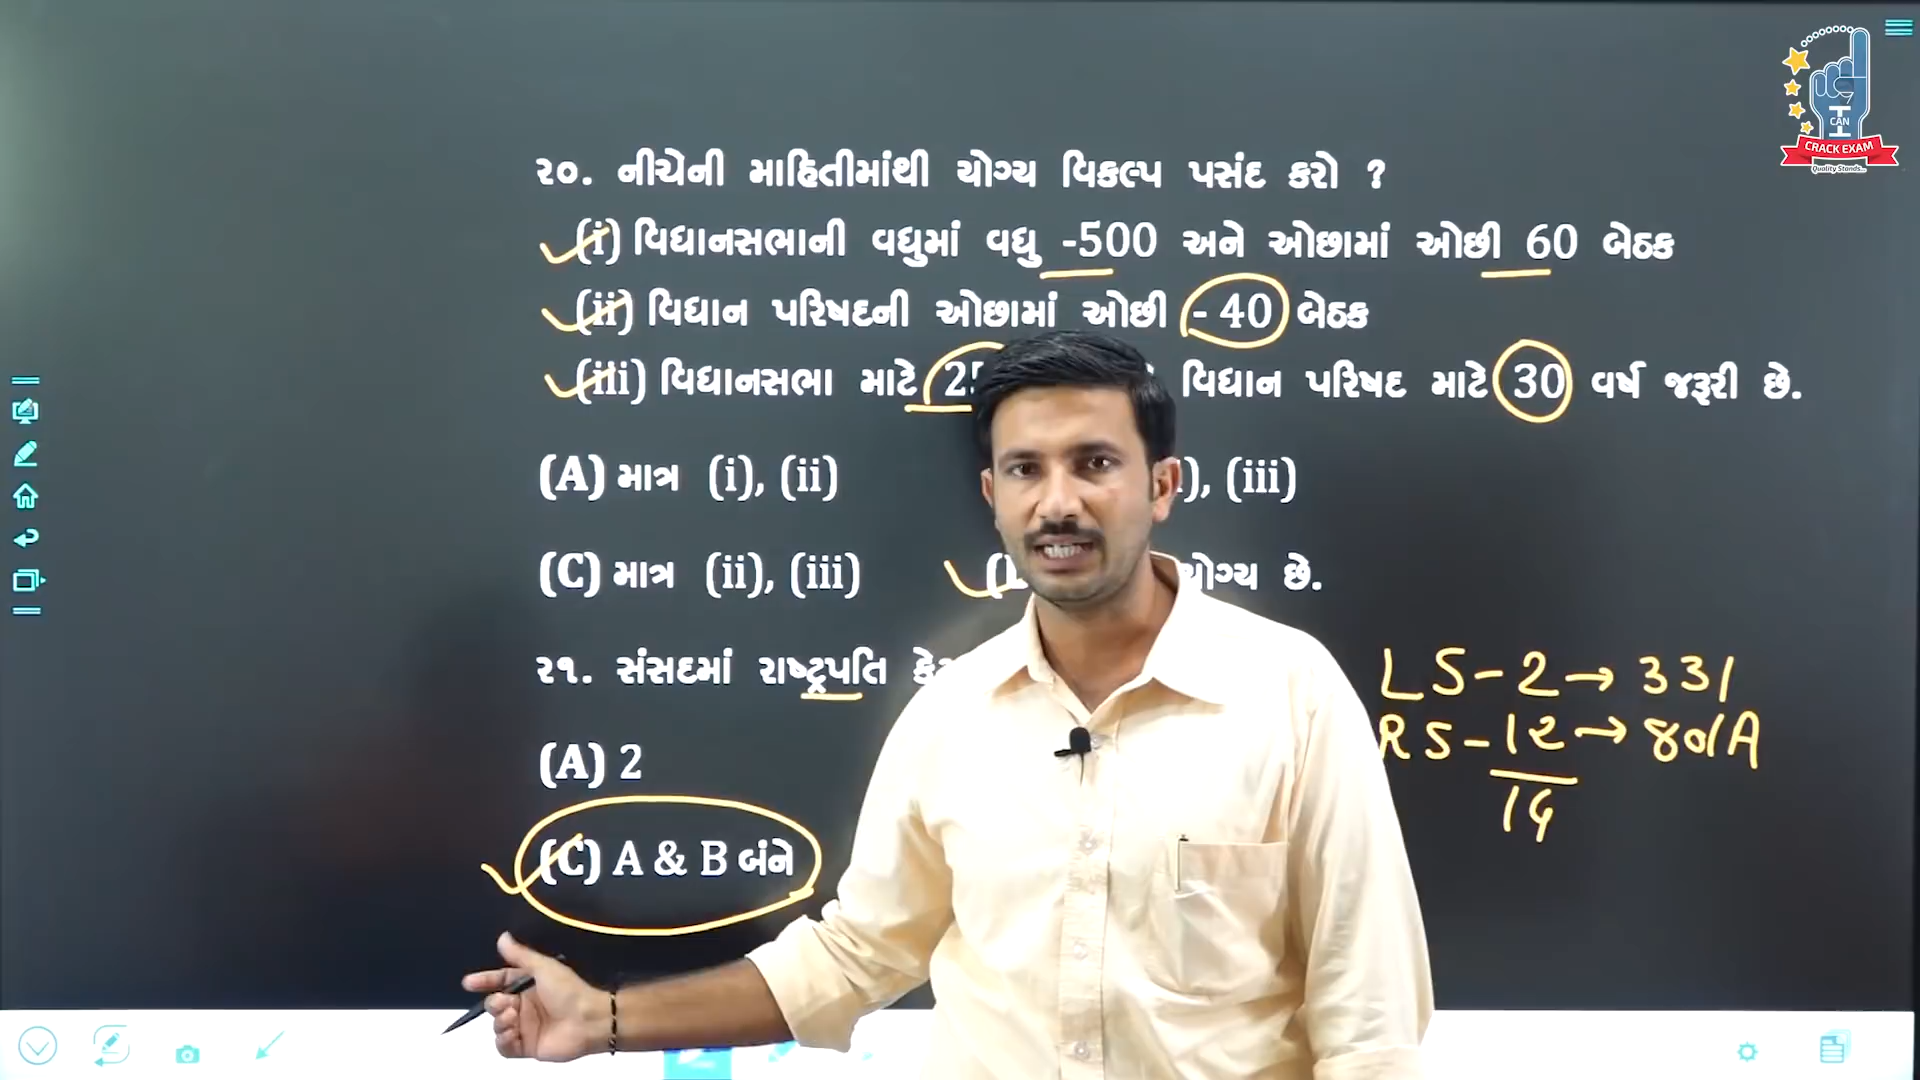 I
CAN
CRACK EXAM
Quality Stands...
૨૦. નીચેની માહિતીમાંથી યોગ્ય વિકલ્પ પસંદ કરો ?
(i) વિધાનસભાની વધુમાં વધુ -500 અને ઓછામાં ઓછી 60 બેઠક
(ii) વિધાન પરિષદની ઓછામાં ઓછી - 40 બેઠક
(iii) વિધાનસભા માટે વિધાન પરિષદ માટે 30 વર્ષ જરૂરી છે.
(A) માત્ર (i), (ii)
(iii)
(C) માત્ર (ii), (iii)
યોગ્ય છે.
૨૧. સંસદમાં રાષ્ટ્રપતિ
LS-2→331
RS-12→80/A
14
(A) 2
(C) A & B બંને